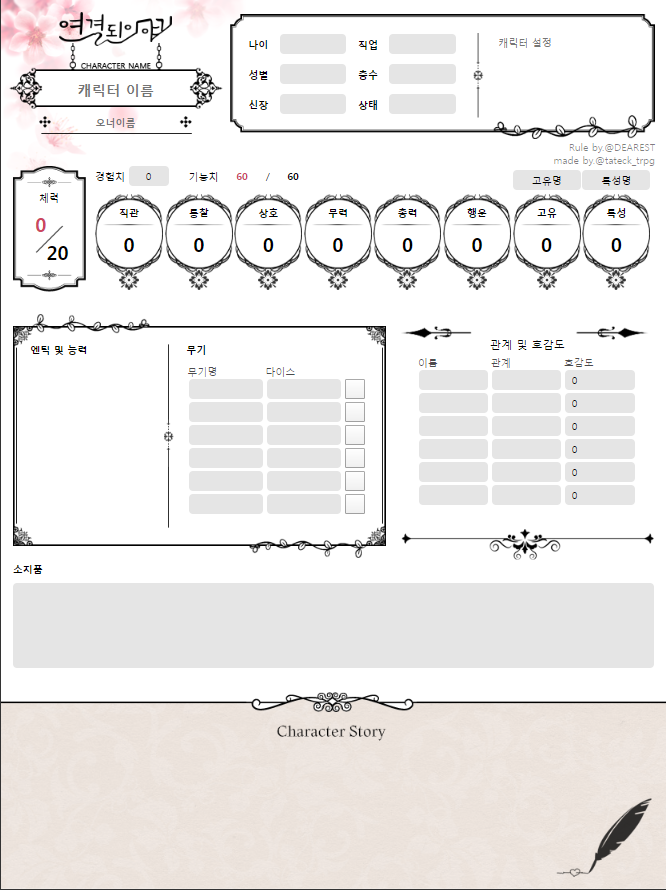 연결된이야기
CHARACTER NAME
캐릭터 이름
오너이름
나이 직업
성별 층수
신장 상태
캐릭터 설정
Rule by.@DEAREST
made by.@tateck_trpg
체력
0
20
경험치 0 기능치 60 / 60
고유명 특성명
직관 통찰 상호 무력 총력 행운 고유 특성
0 0 0 0 0 0 0 0
엔틱 및 능력
무기
무기명 다이스
관계 및 호감도
이름 관계 호감도
0
0
0
0
0
0
소지품
Character Story